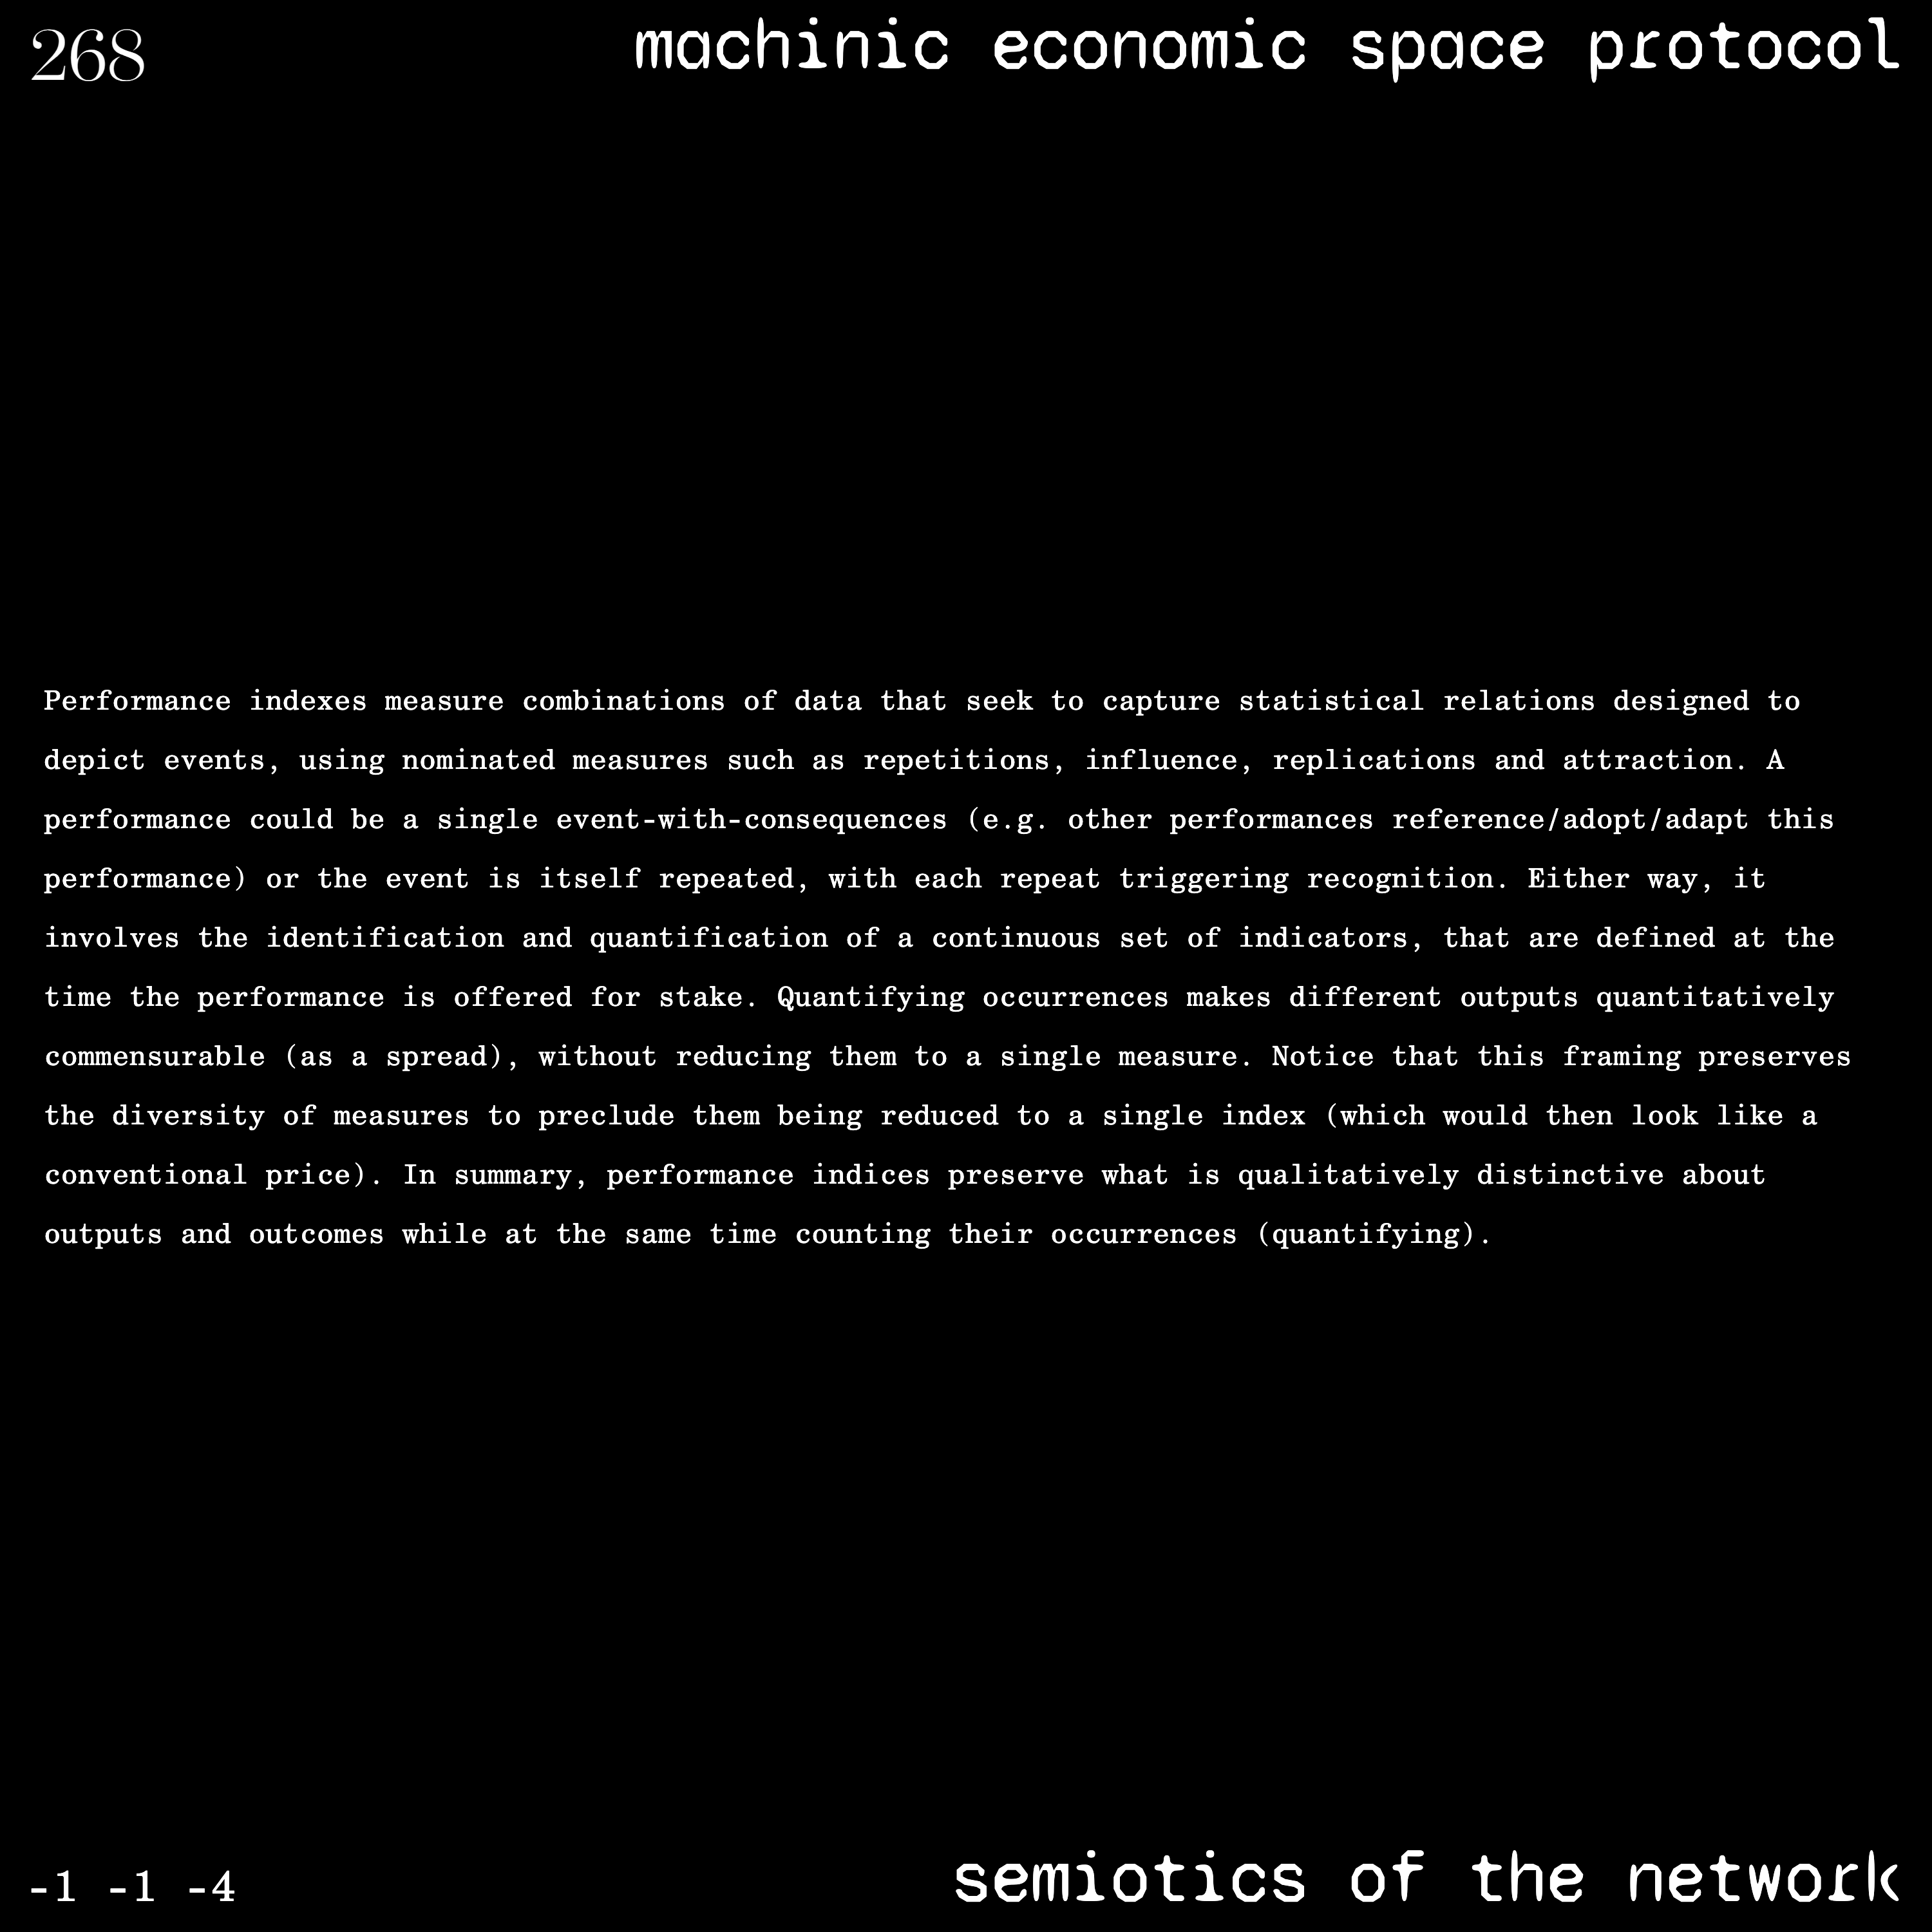 268
machinic economic space protocol
Performance indexes measure combinations of data that seek to capture statistical relations designed to
depict events, using nominated measures such as repetitions, influence, replications and attraction. A
performance could be a single event-with-consequences (e.g. other performances reference/adopt/adapt this
performance) or the event is itself repeated, with each repeat triggering recognition. Either way, it
involves the identification and quantification of a continuous set of indicators, that are defined at the
time the performance is offered for stake. Quantifying occurrences makes different outputs quantitatively
commensurable (as a spread), without reducing them to a single measure. Notice that this framing preserves
the diversity of measures to preclude them being reduced to a single index (which would then look like a
conventional price). In summary, performance indices preserve what is qualitatively distinctive about
outputs and outcomes while at the same time counting their occurrences (quantifying).
-1 -1 -4
semiotics of the network